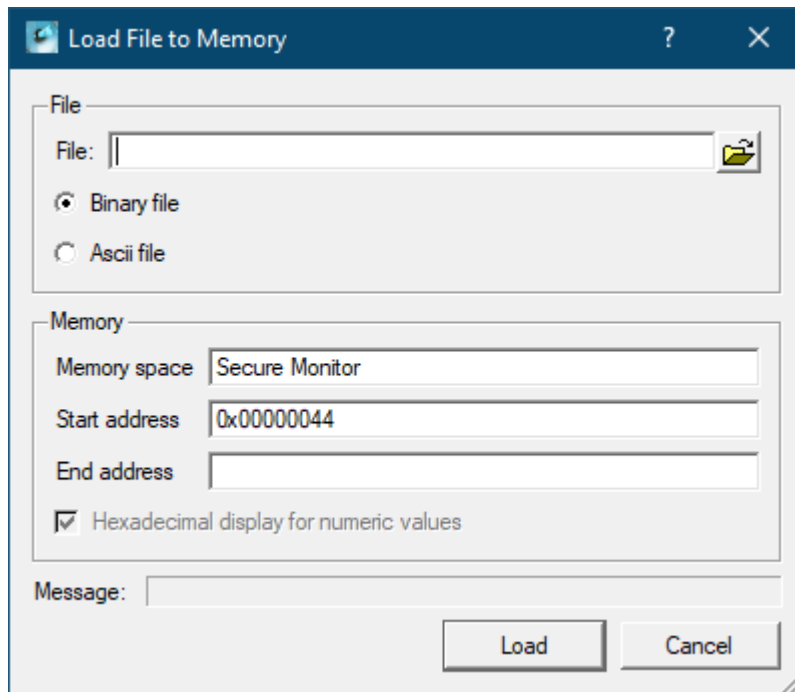 Load File to Memory
File
File:
Binary file
Ascii file
Memory
Memory space Secure Monitor
Start address 0x00000044
End address
Hexadecimal display for numeric values
Message:
Load Cancel